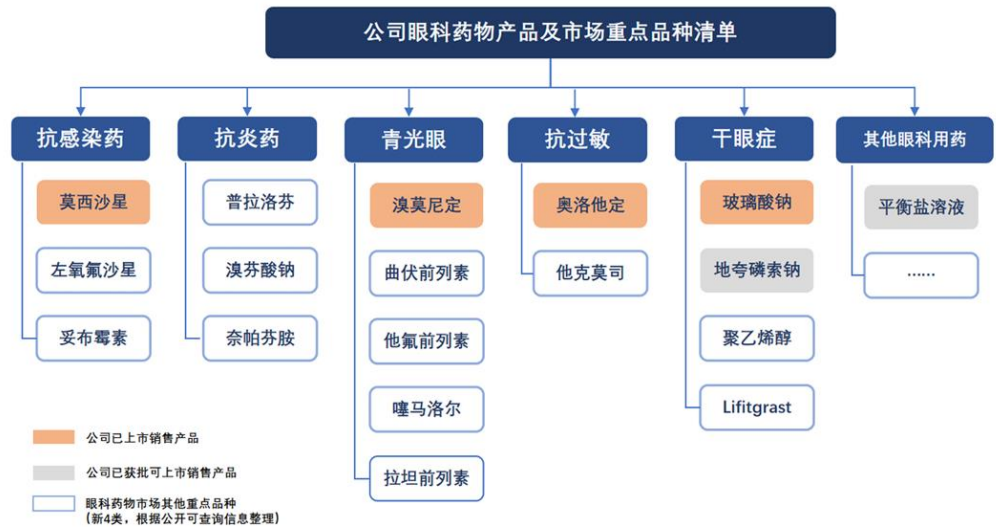 公司眼科药物产品及市场重点品种清单
抗感染药
抗炎药
青光眼
抗过敏
干眼症
其他眼科用药
莫西沙星
普拉洛芬
溴莫尼定
奥洛他定
玻璃酸钠
平衡盐溶液
左氧氟沙星
溴芬酸钠
曲伏前列素
他克莫司
地夸磷索钠
……
妥布霉素
奈帕芬胺
他氟前列素
聚乙烯醇
噻马洛尔
Lifitgrast
拉坦前列素
公司已上市销售产品
公司已获批可上市销售产品
眼科药物市场其他重点品种
(新4类，根据公开可查询信息整理)